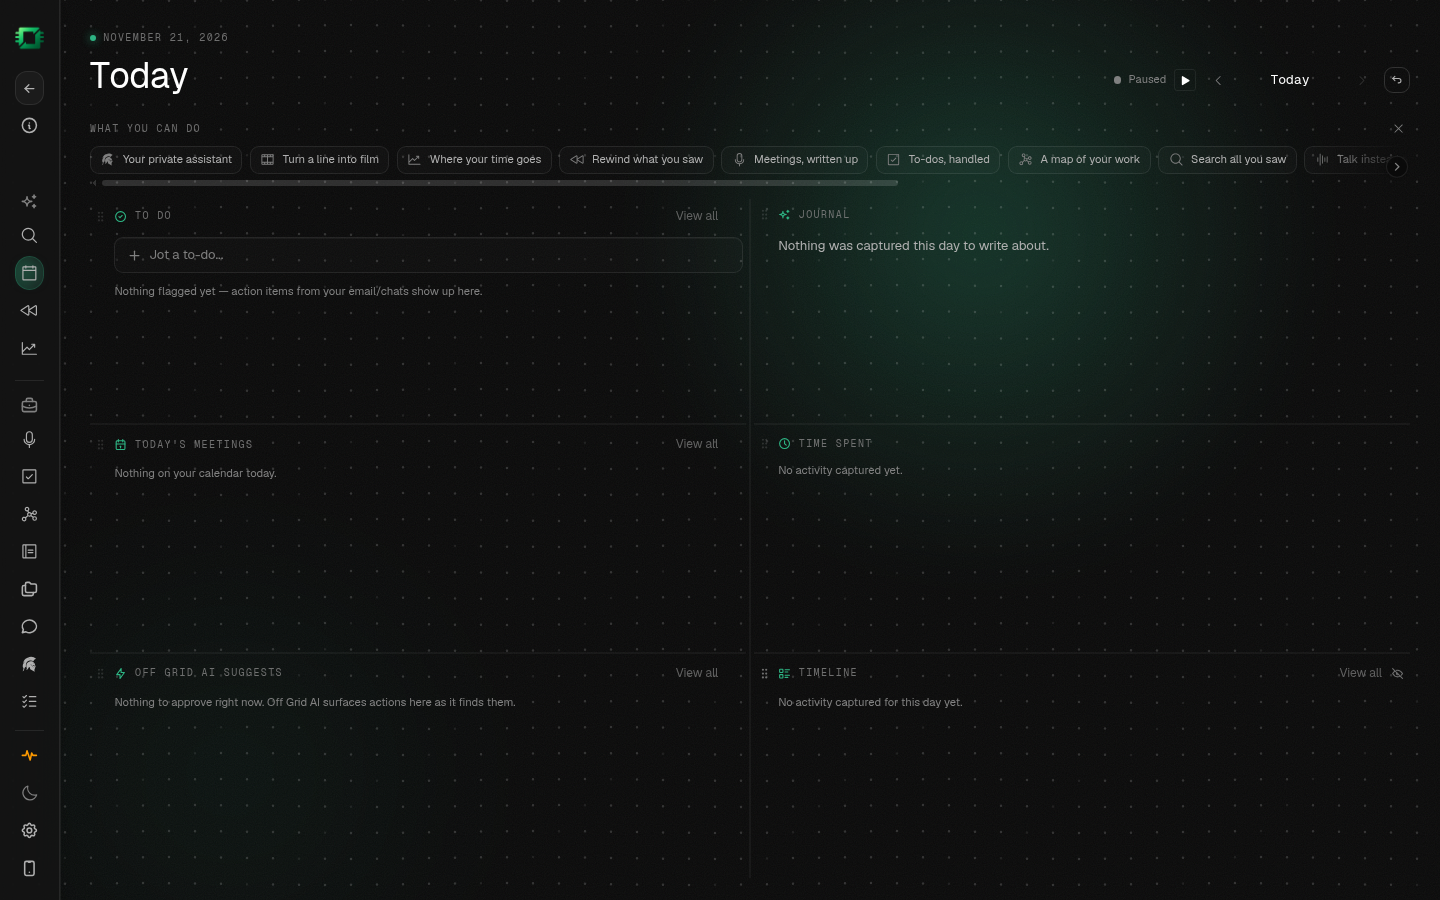 NOVEMBER 21, 2026
Today
Paused
Today
WHAT YOU CAN DO
Your private assistant
Turn a line into film
Where your time goes
Rewind what you saw
Meetings, written up
To-dos, handled
A map of your work
Search all you saw
Talk
TO DO
View all
Jot a to-do...
Nothing flagged yet — action items from your email/chats show up here.
JOURNAL
Nothing was captured this day to write about.
TODAY'S MEETINGS
View all
Nothing on your calendar today.
TIME SPENT
No activity captured yet.
OFF GRID AI SUGGESTS
View all
Nothing to approve right now. Off Grid AI surfaces actions here as it finds them.
TIMELINE
View all
No activity captured for this day yet.